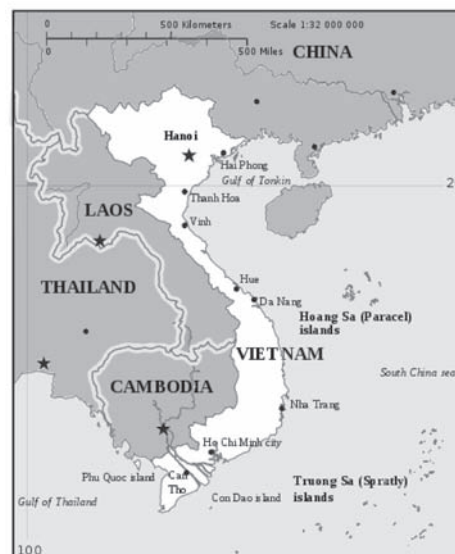 0 500 Kilometers Scale 1:32 000 000
0 500 Miles
CHINA
Hanoi
Hai Phong
Gulf of Tonkin
2
Thanh Hoa
LAOS
Vinh
THAILAND
Hue
Da Nang
Hoang Sa (Paracel)
islands
VIETNAM
South China sea
CAMBODIA
Nha Trang
Ho Chi Minh city
Phu Quoc island
Can
Tho
Truong Sa (Spratly)
islands
Gulf of Thailand
Con Dao island
100